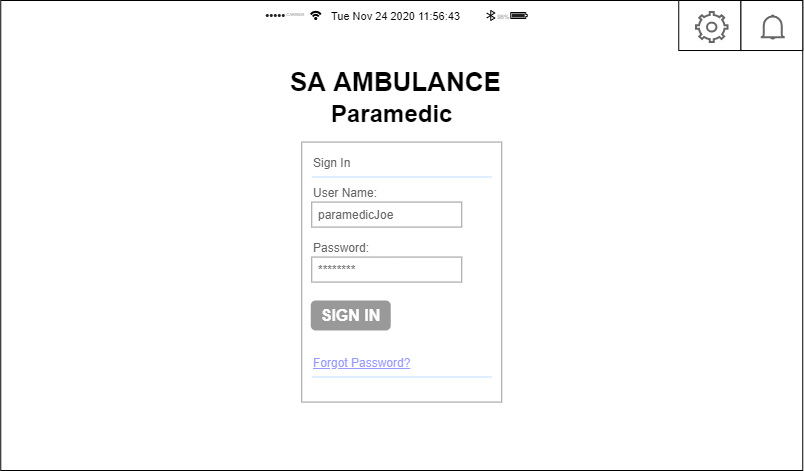 Tue Nov 24 2020 11:56:43
SA AMBULANCE
Paramedic
Sign In
User Name:
paramedicJoe
Password:
********
SIGN IN
Forgot Password?